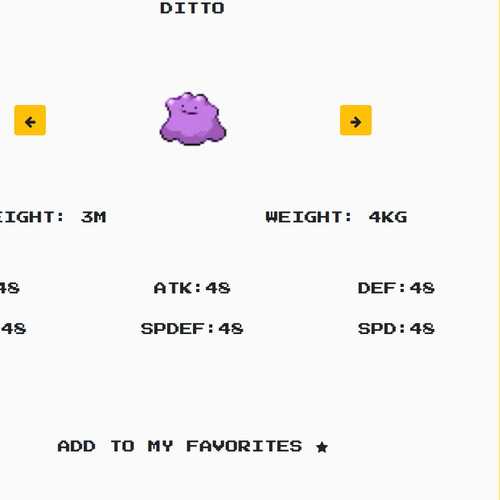 DITTO
EIGHT: 3M WEIGHT: 4KG
48 ATK:48 DEF:48
48 SPDEF:48 SPD:48
ADD TO MY FAVORITES ★